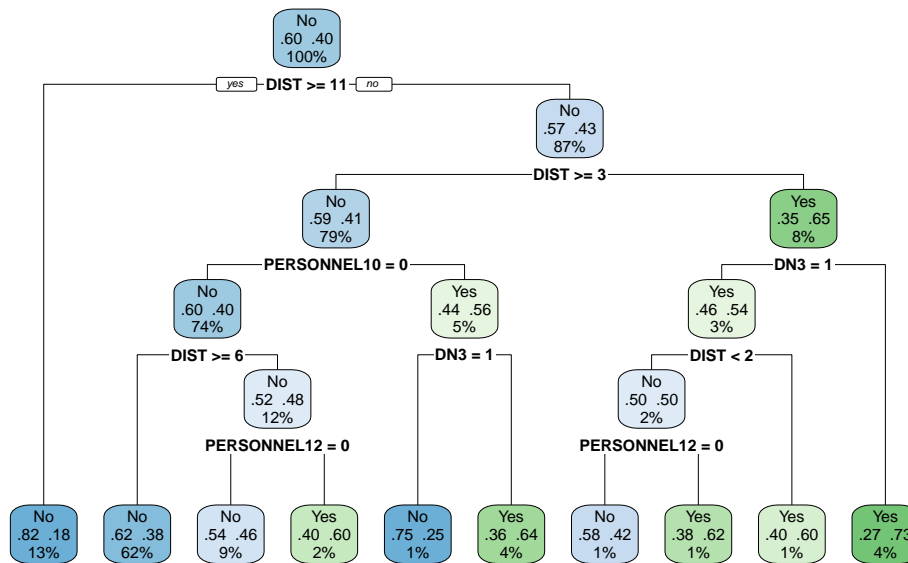 No
.60 .40
100%
yes DIST >= 11 no
No
.57 .43
87%
DIST >= 3
No
.59 .41
79%
Yes
.35 .65
8%
PERSONNEL10 = 0
DN3 = 1
No
.60 .40
74%
Yes
.44 .56
5%
Yes
.46 .54
3%
DIST >= 6
DN3 = 1
DIST < 2
No
.52 .48
12%
No
.50 .50
2%
PERSONNEL12 = 0
PERSONNEL12 = 0
No
.82 .18
13%
No
.62 .38
62%
No
.54 .46
9%
Yes
.40 .60
2%
No
.75 .25
1%
Yes
.36 .64
4%
No
.58 .42
1%
Yes
.38 .62
1%
Yes
.40 .60
1%
Yes
.27 .73
4%